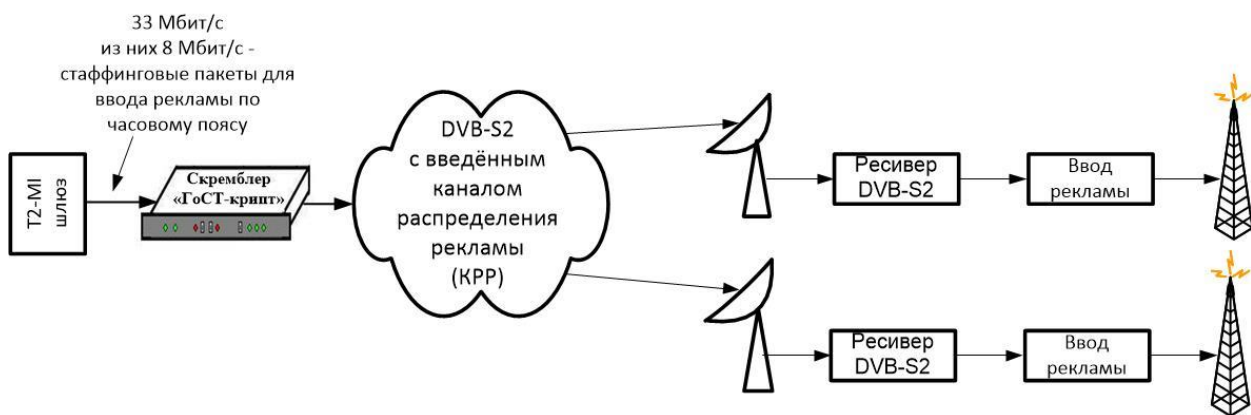 33 Мбит/с
из них 8 Мбит/с -
стаффинговые пакеты для
ввода рекламы по
часовому поясу
T2-MI
шлюз
Скремблер
«ГоСТ-крипт»
DVB-S2
с введённым
каналом
распределения
рекламы
(КРР)
Ресивер
DVB-S2
Ввод
рекламы
Ресивер
DVB-S2
Ввод
рекламы